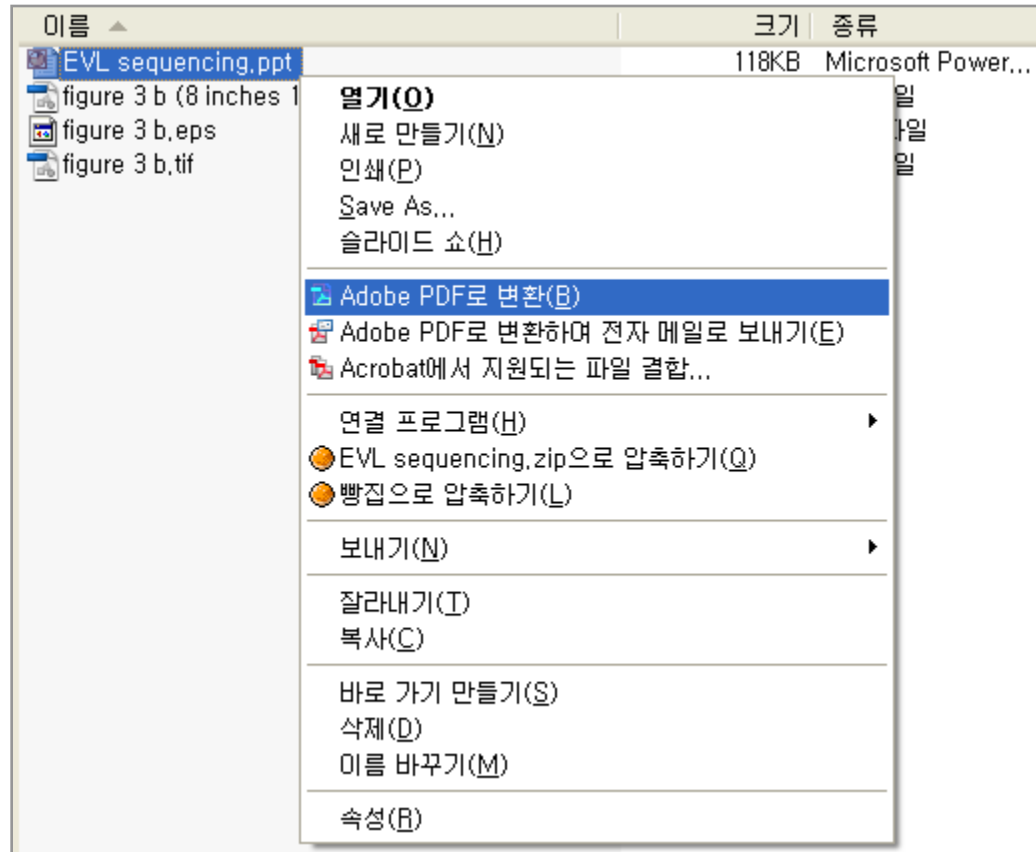 이름 크기 종류
EVL sequencing.ppt 118KB Microsoft Power...
figure 3 b (8 inches 1 일
figure 3 b.eps 일
figure 3 b.tif 일
열기(O)
새로 만들기(N)
인쇄(P)
Save As...
슬라이드 쇼(H)
Adobe PDF로 변환(B)
Adobe PDF로 변환하여 전자 메일로 보내기(E)
Acrobat에서 지원되는 파일 결합...
연결 프로그램(H)
EVL sequencing.zip으로 압축하기(Q)
빵집으로 압축하기(L)
보내기(N)
잘라내기(T)
복사(C)
바로 가기 만들기(S)
삭제(D)
이름 바꾸기(M)
속성(R)